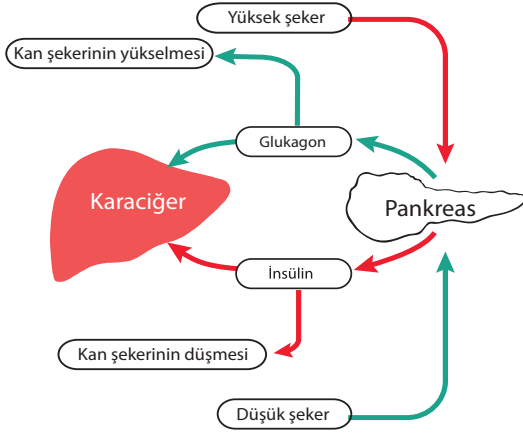 Yüksek şeker
Kan şekerinin yükselmesi
Glukagon
Karaciğer
Pankreas
İnsülin
Kan şekerinin düşmesi
Düşük şeker